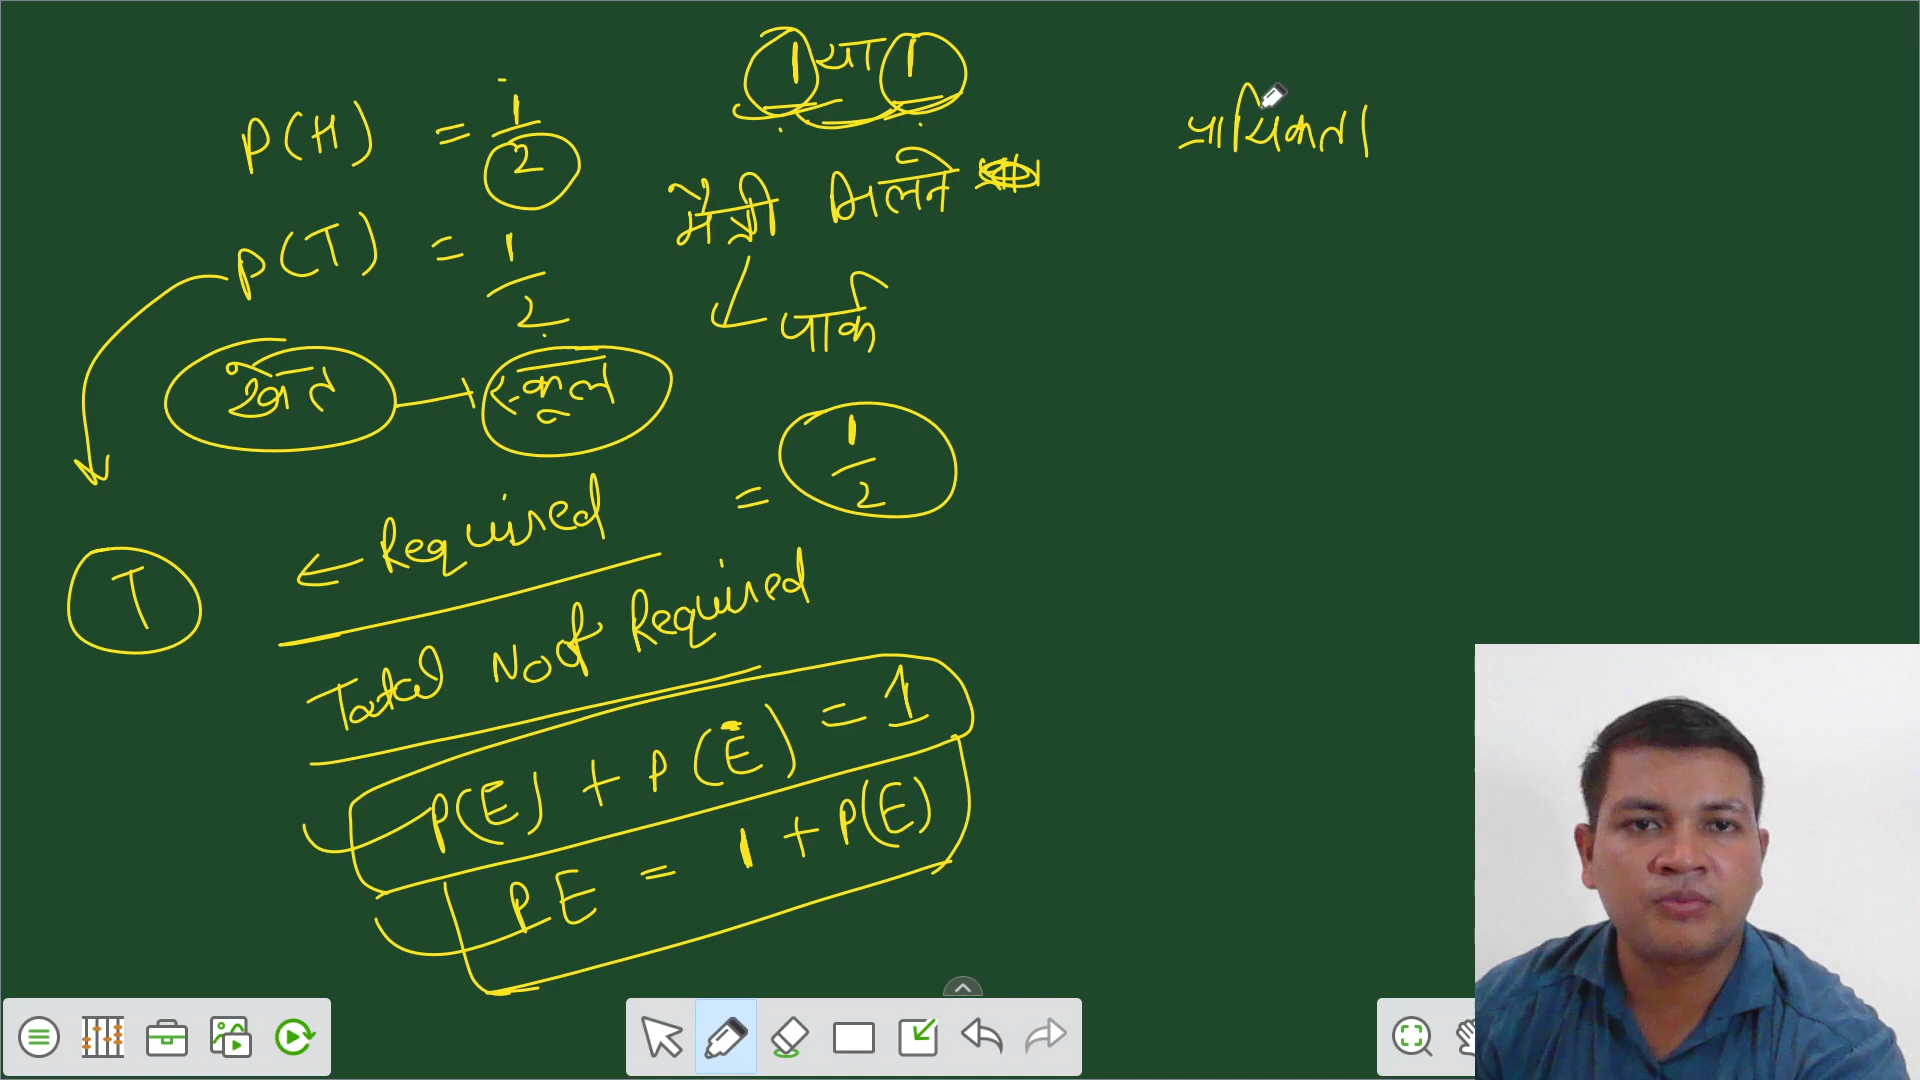 1 या 1
P(H) = 1/2
प्रायिकता
मैत्री मिलने
P(T) = 1/2
पार्क
खेत
स्कूल
T
← Required
= 1/2
Total No of Required
P(E) + P(Ē) = 1
PE = 1 + P(E)